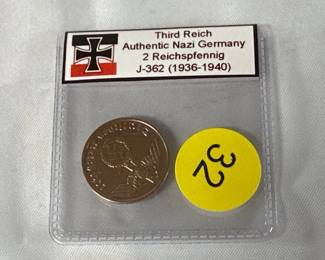 Third Reich
Authentic Nazi Germany
2 Reichspfennig
J-362 (1936-1940)
32